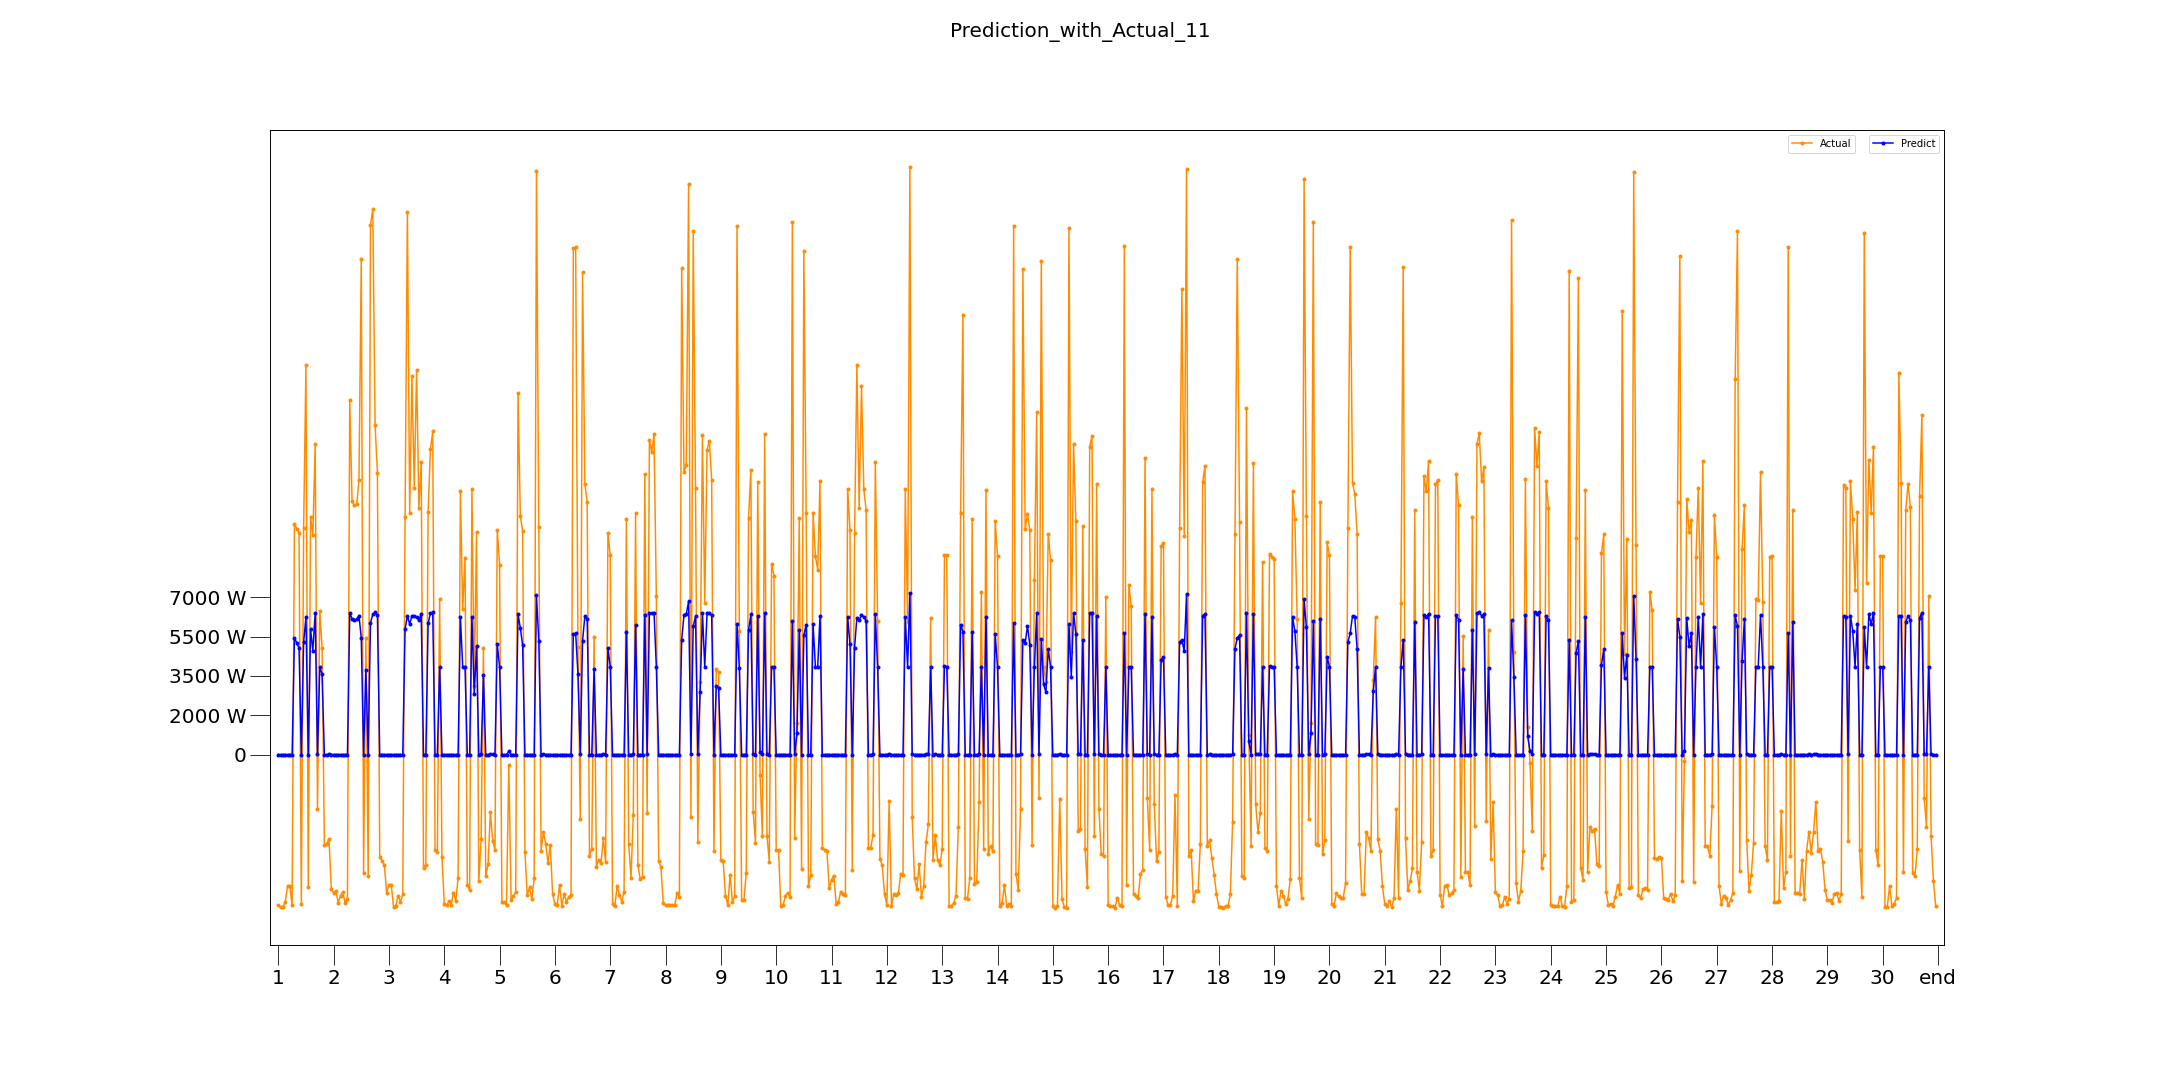 Prediction_with_Actual_11
Actual Predict
7000 W
5500 W
3500 W
2000 W
0
1 2 3 4 5 6 7 8 9 10 11 12 13 14 15 16 17 18 19 20 21 22 23 24 25 26 27 28 29 30 end